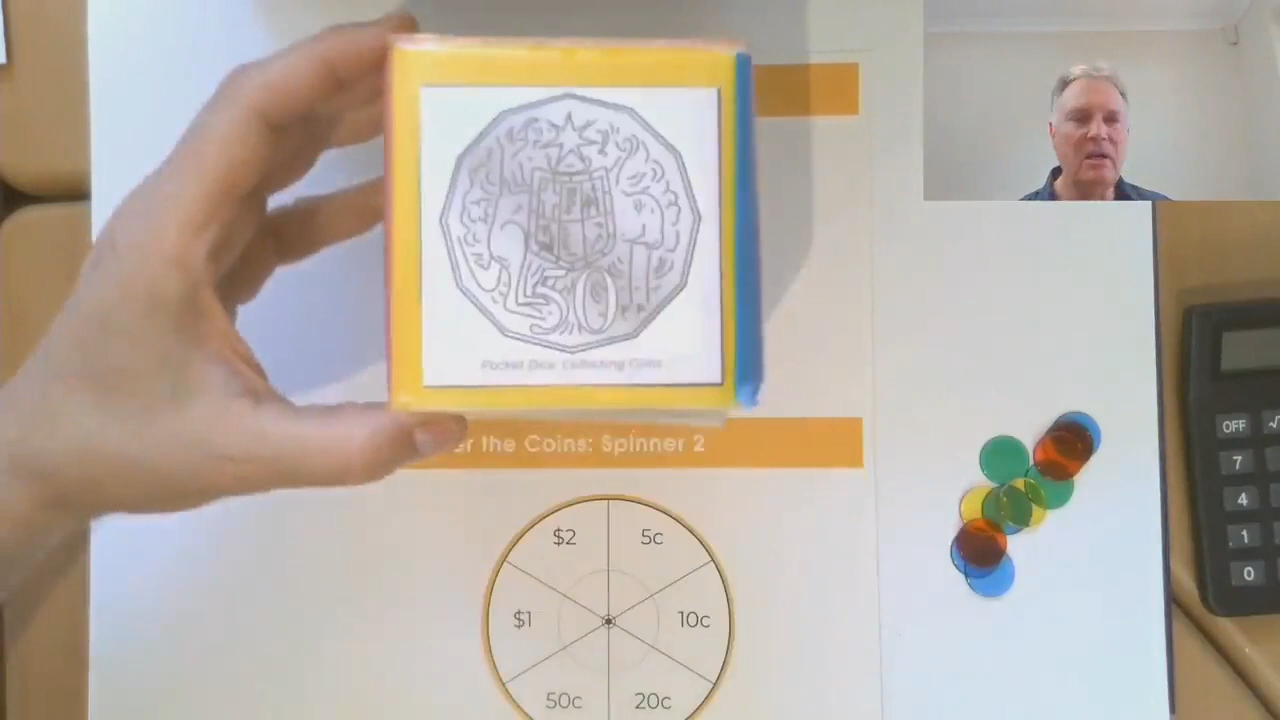 50
Pocket Dice: Collecting Coins
er the Coins: Spinner 2
$2
5c
$1
10c
50c
20c
OFF
√
7
4
1
0